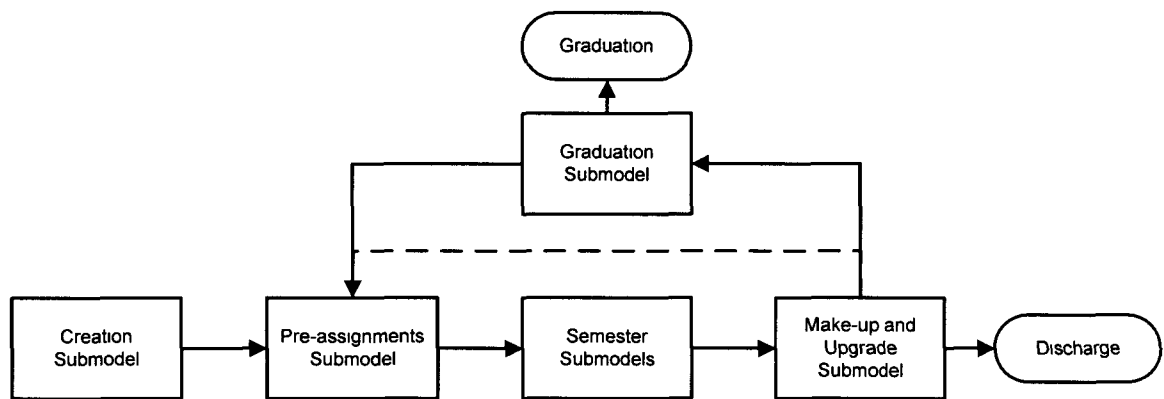 Graduation
Graduation
Submodel
Creation
Submodel
Pre-assignments
Submodel
Semester
Submodels
Make-up and
Upgrade
Submodel
Discharge